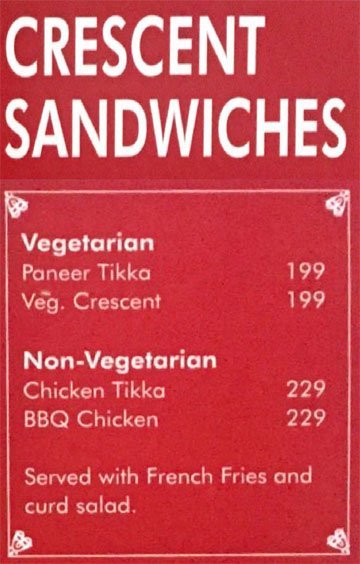 CRESCENT
SANDWICHES
Vegetarian
Paneer Tikka 199
Veg. Crescent 199
Non-Vegetarian
Chicken Tikka 229
BBQ Chicken 229
Served with French Fries and
curd salad.